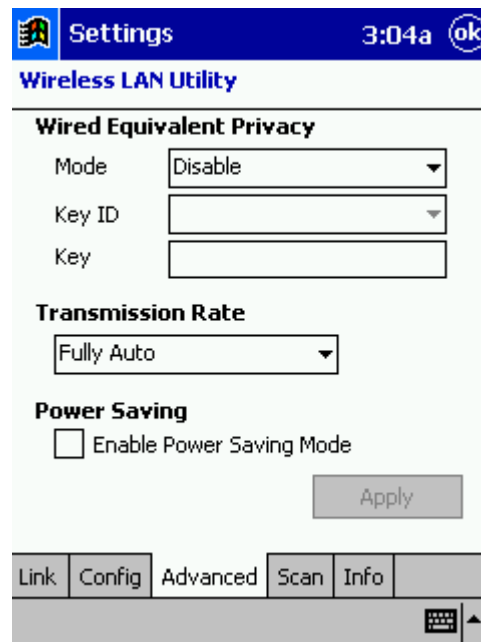 Settings 3:04a ok
Wireless LAN Utility
Wired Equivalent Privacy
Mode Disable
Key ID
Key
Transmission Rate
Fully Auto
Power Saving
Enable Power Saving Mode
Apply
Link Config Advanced Scan Info